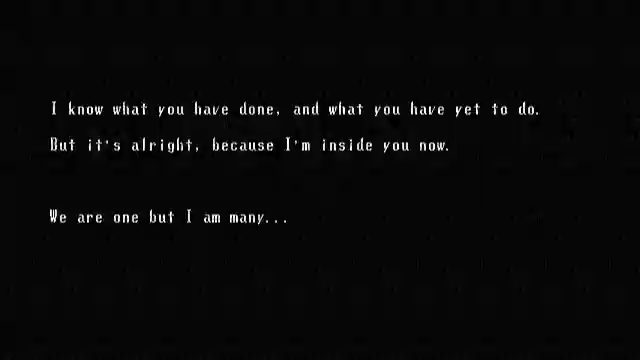 I know what you have done, and what you have yet to do.
But it's alright, because I'm inside you now.
We are one but I am many...